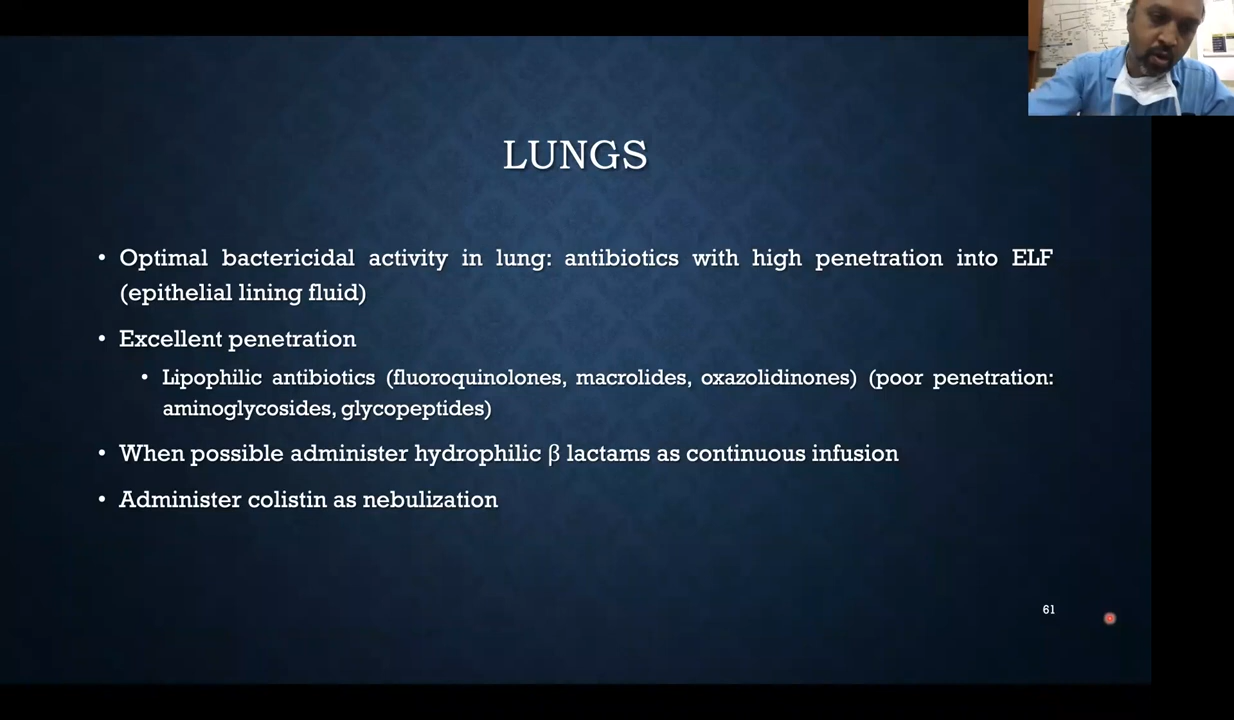 LUNGS
• Optimal bactericidal activity in lung: antibiotics with high penetration into ELF
(epithelial lining fluid)
• Excellent penetration
• Lipophilic antibiotics (fluoroquinolones, macrolides, oxazolidinones) (poor penetration:
aminoglycosides, glycopeptides)
• When possible administer hydrophilic β lactams as continuous infusion
• Administer colistin as nebulization
61